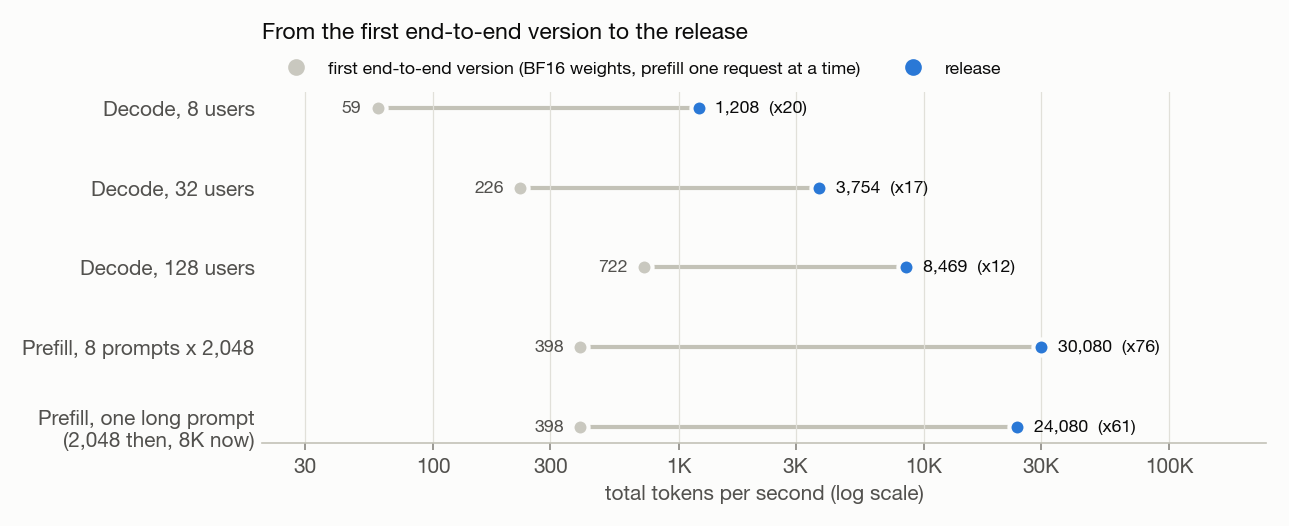 From the first end-to-end version to the release
first end-to-end version (BF16 weights, prefill one request at a time)
release
Decode, 8 users
59
1,208 (x20)
Decode, 32 users
226
3,754 (x17)
Decode, 128 users
722
8,469 (x12)
Prefill, 8 prompts x 2,048
398
30,080 (x76)
Prefill, one long prompt
(2,048 then, 8K now)
398
24,080 (x61)
30 100 300 1K 3K 10K 30K 100K
total tokens per second (log scale)